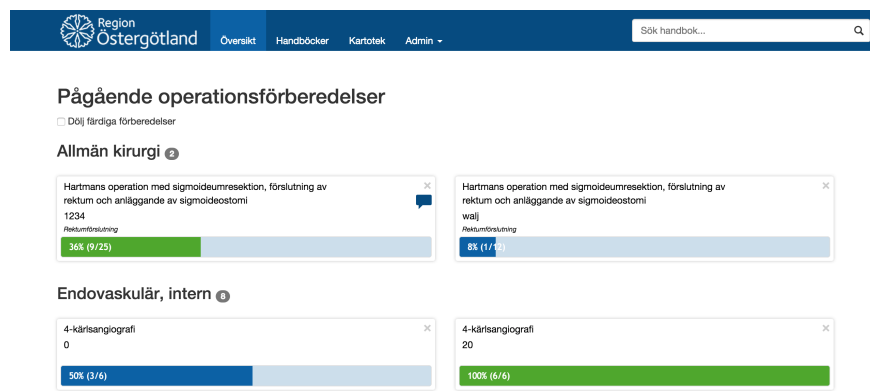 Region
Östergötland
Översikt Handböcker Kartotek Admin
Sök handbok...
Pågående operationsförberedelser
Dölj färdiga förberedelser
Allmän kirurgi 2
Hartmans operation med sigmoideumresektion, förslutning av
rektum och anläggande av sigmoideostomi
1234
Rektumförslutning
36% (9/25)
Hartmans operation med sigmoideumresektion, förslutning av
rektum och anläggande av sigmoideostomi
walj
Rektumförslutning
8% (1/12)
Endovaskulär, intern 8
4-kärlsangiografi
0
50% (3/6)
4-kärlsangiografi
20
100% (6/6)